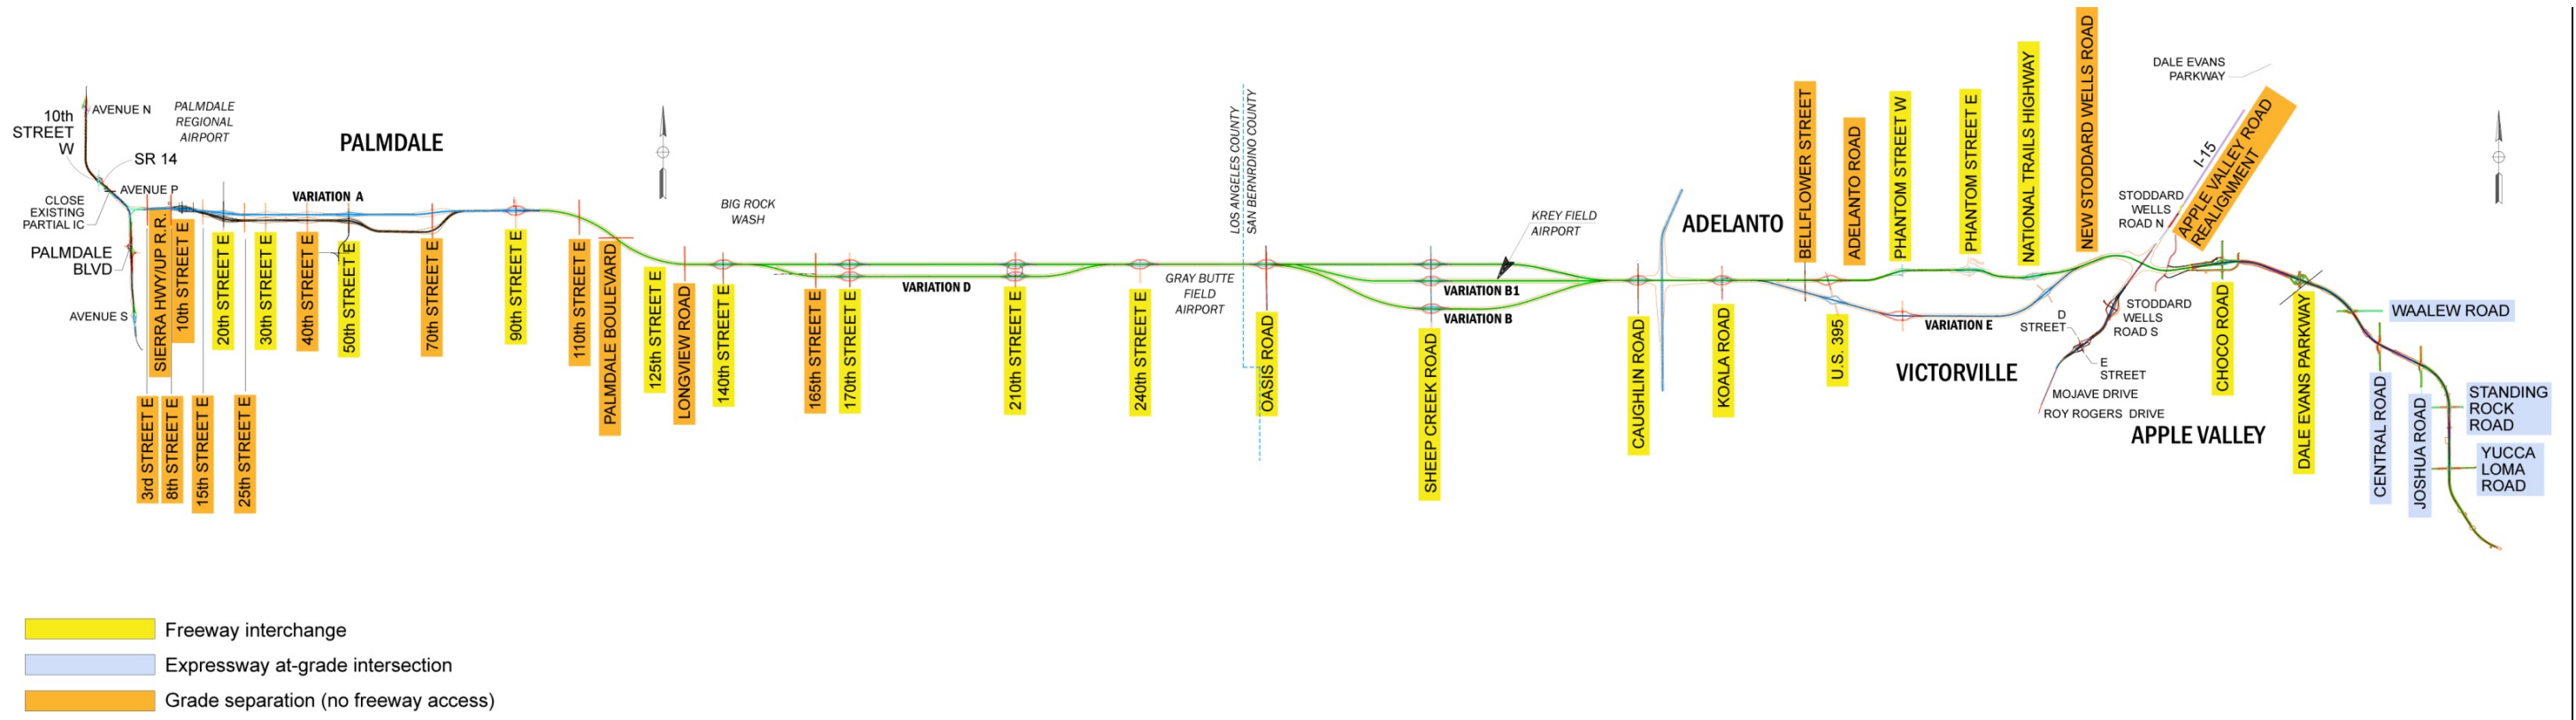 10th
STREET
W
AVENUE N
PALMDALE
REGIONAL
AIRPORT
SR 14
AVENUE P
CLOSE
EXISTING
PARTIAL IC
PALMDALE
BLVD
AVENUE S
PALMDALE
VARIATION A
SIERRA HWY/UP R.R.
10th STREET E
20th STREET E
30th STREET E
40th STREET E
50th STREET E
70th STREET E
90th STREET E
110th STREET E
PALMDALE BOULEVARD
125th STREET E
LONGVIEW ROAD
140th STREET E
3rd STREET E
8th STREET E
15th STREET E
25th STREET E
BIG ROCK
WASH
165th STREET E
170th STREET E
VARIATION D
210th STREET E
240th STREET E
GRAY BUTTE
FIELD
AIRPORT
LOS ANGELES COUNTY
SAN BERNRDINO COUNTY
OASIS ROAD
SHEEP CREEK ROAD
VARIATION B1
VARIATION B
KREY FIELD
AIRPORT
CAUGHLIN ROAD
ADELANTO
KOALA ROAD
BELLFLOWER STREET
U.S. 395
ADELANTO ROAD
PHANTOM STREET W
PHANTOM STREET E
NATIONAL TRAILS HIGHWAY
NEW STODDARD WELLS ROAD
VARIATION E
VICTORVILLE
DALE EVANS
PARKWAY
I-15
APPLE VALLEY ROAD
REALIGNMENT
STODDARD
WELLS
ROAD N
STODDARD
WELLS
ROAD S
D
STREET
E
STREET
MOJAVE DRIVE
ROY ROGERS DRIVE
APPLE VALLEY
CHOCO ROAD
DALE EVANS PARKWAY
WAALEW ROAD
CENTRAL ROAD
JOSHUA ROAD
STANDING
ROCK
ROAD
YUCCA
LOMA
ROAD
Freeway interchange
Expressway at-grade intersection
Grade separation (no freeway access)